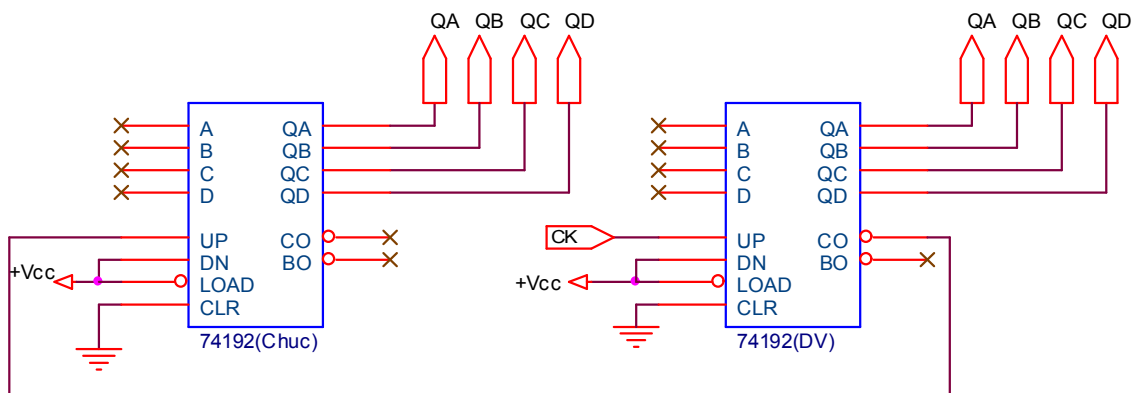 QA QB QC QD
A QA
B QB
C QC
D QD
UP CO
DN BO
LOAD
CLR
+Vcc
74192(Chuc)
QA QB QC QD
A QA
B QB
C QC
D QD
CK
UP CO
DN BO
LOAD
CLR
+Vcc
74192(DV)